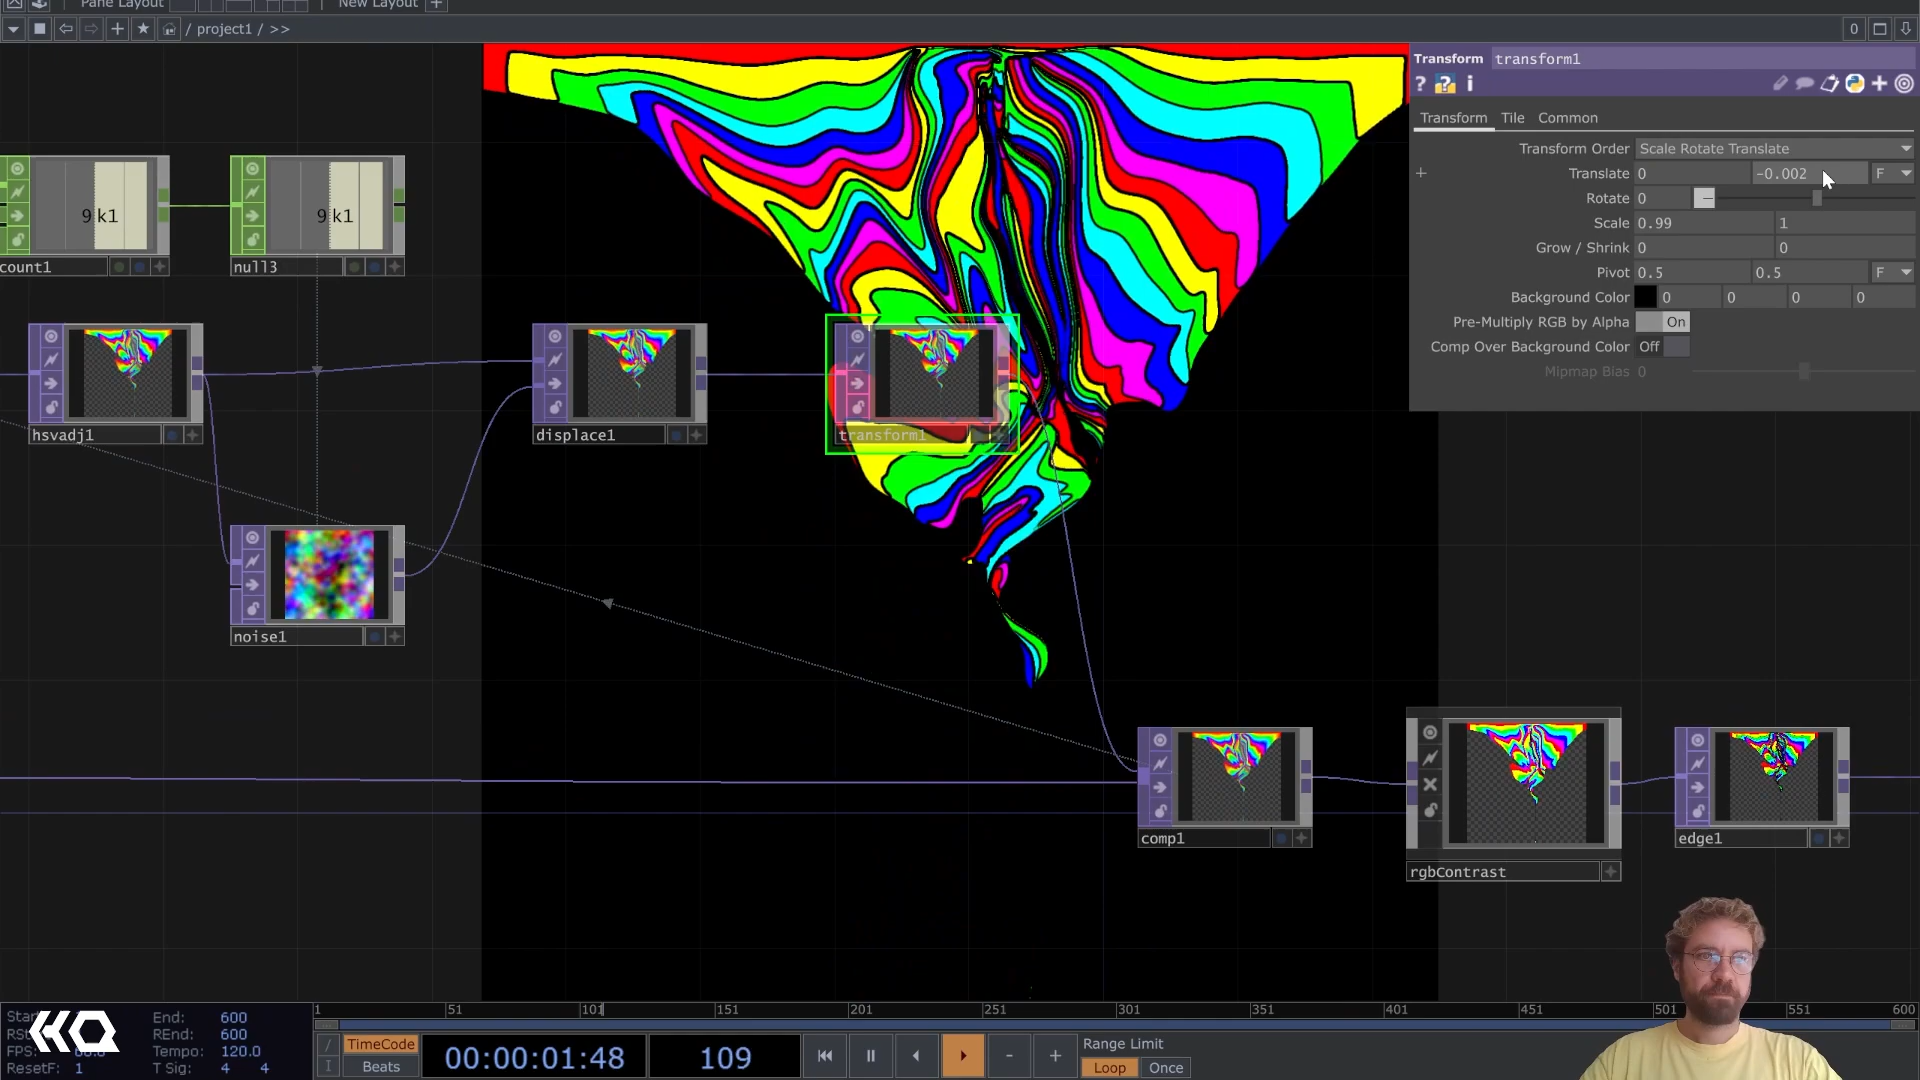 Pane Layout
New Layout
/ project1 / >>
0
Transform transform1
? ? i
Transform Tile Common
Transform Order Scale Rotate Translate
Translate 0 -0.002 F
Rotate 0
Scale 0.99 1
Grow / Shrink 0 0
Pivot 0.5 0.5 F
Background Color 0 0 0 0
Pre-Multiply RGB by Alpha On
Comp Over Background Color Off
Mipmap Bias 0
9 k1
9 k1
count1
null3
hsvadj1
displace1
transform1
noise1
comp1
rgbContrast
edge1
1 51 101 151 201 251 301 351 401 451 501 551 600
End: 600
REnd: 600
FPS:
Tempo: 120.0
ResetF: 1
T Sig: 4 4
TimeCode
Beats
00:00:01:48
109
Range Limit
Loop Once